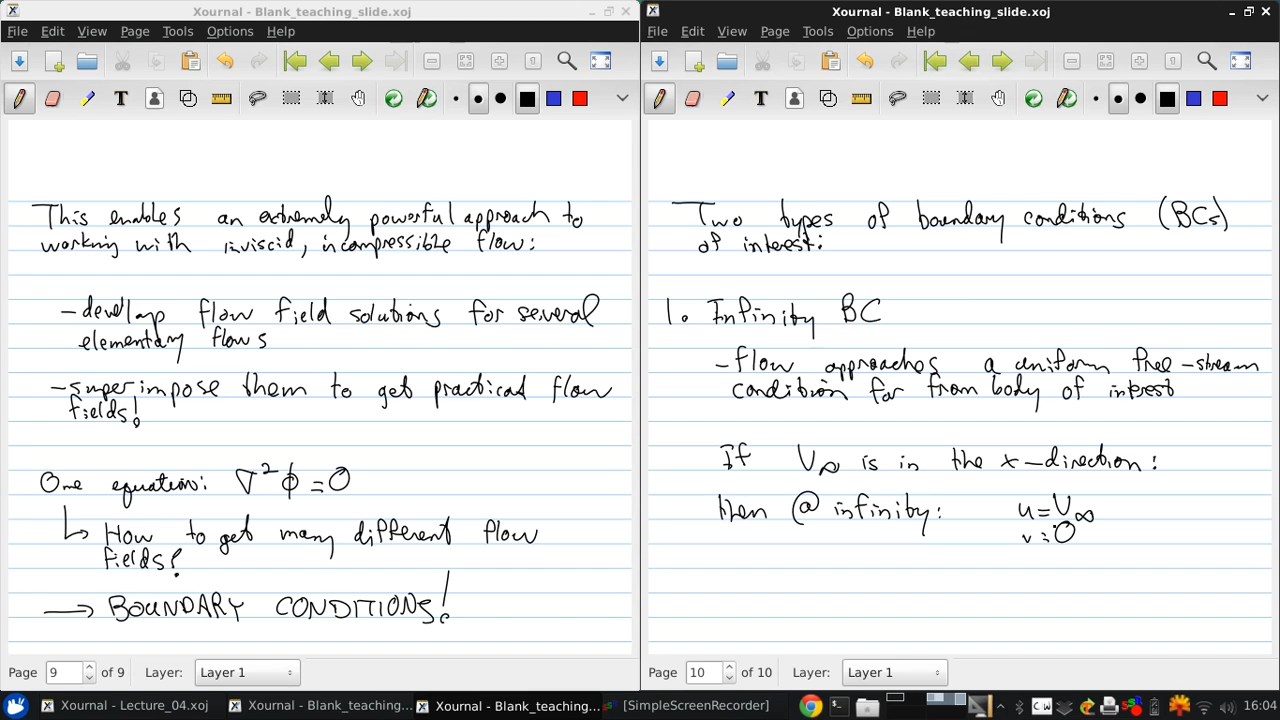 Xournal - Blank_teaching_slide.xoj
File Edit View Page Tools Options Help
This enables an extremely powerful approach to
working with inviscid, incompressible flow:
- develop flow field solutions for several
elementary flows
- superimpose them to get practical flow
fields!
One equation: ∇²ϕ = 0
↳ How to get many different flow
fields?
→ BOUNDARY CONDITIONS!
Page 9 of 9 Layer: Layer 1
Xournal - Blank_teaching_slide.xoj
File Edit View Page Tools Options Help
Two types of boundary conditions (BCs)
of interest:
1. Infinity BC
- flow approaches a uniform free-stream
condition far from body of interest
If V∞ is in the x-direction:
then @ infinity: u = V∞
v = 0
Page 10 of 10 Layer: Layer 1
Xournal - Lecture_04.xoj Xournal - Blank_teaching... Xournal - Blank_teaching... [SimpleScreenRecorder] 16:04